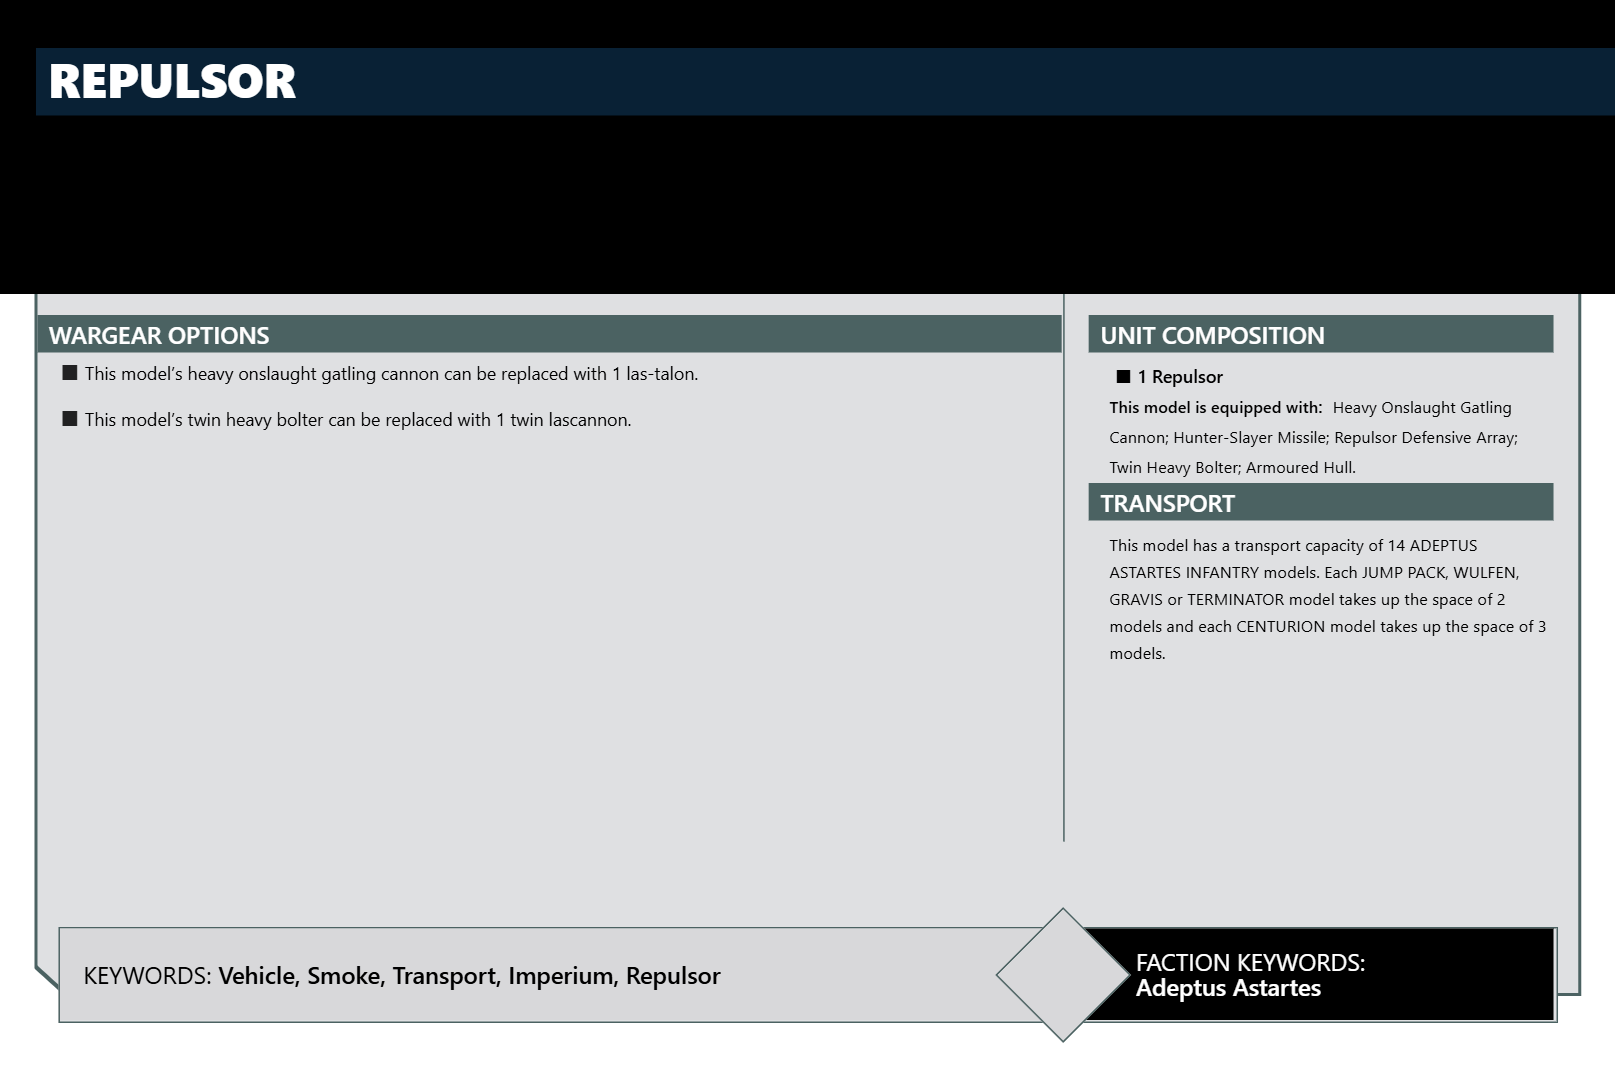 REPULSOR
WARGEAR OPTIONS
■ This model’s heavy onslaught gatling cannon can be replaced with 1 las-talon.
■ This model’s twin heavy bolter can be replaced with 1 twin lascannon.
UNIT COMPOSITION
■ 1 Repulsor
This model is equipped with: Heavy Onslaught Gatling
Cannon; Hunter-Slayer Missile; Repulsor Defensive Array;
Twin Heavy Bolter; Armoured Hull.
TRANSPORT
This model has a transport capacity of 14 ADEPTUS
ASTARTES INFANTRY models. Each JUMP PACK, WULFEN,
GRAVIS or TERMINATOR model takes up the space of 2
models and each CENTURION model takes up the space of 3
models.
KEYWORDS: Vehicle, Smoke, Transport, Imperium, Repulsor
FACTION KEYWORDS:
Adeptus Astartes